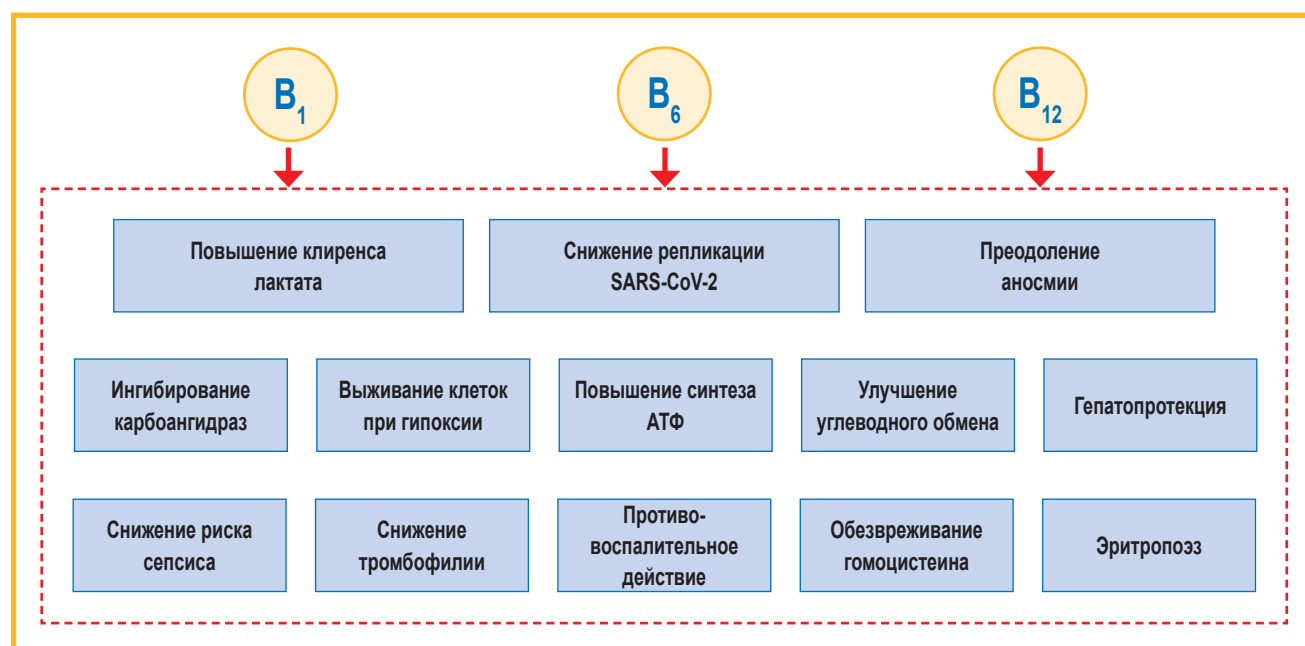 B1
B6
B12
Повышение клиренса
лактата
Снижение репликации
SARS-CoV-2
Преодоление
аносмии
Ингибирование
карбоангидраз
Выживание клеток
при гипоксии
Повышение синтеза
АТФ
Улучшение
углеводного обмена
Гепатопротекция
Снижение риска
сепсиса
Снижение
тромбофилии
Противо-
воспалительное
действие
Обезвреживание
гомоцистеина
Эритропоэз